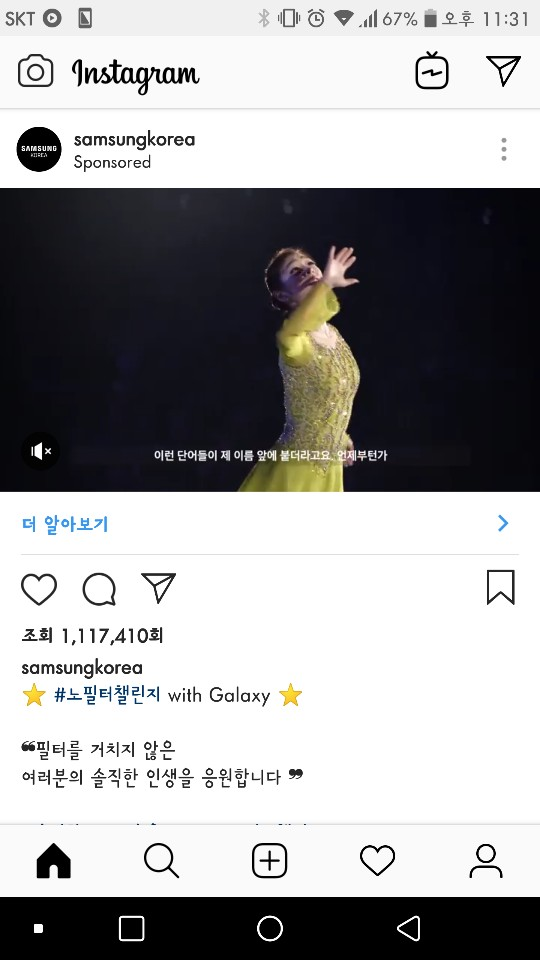 SKT 67% 오후 11:31
Instagram
SAMSUNG
KOREA
samsungkorea
Sponsored
이런 단어들이 제 이름 앞에 붙더라고요 언제부턴가
더 알아보기
조회 1,117,410회
samsungkorea
⭐ #노필터챌린지 with Galaxy ⭐
❝필터를 거치지 않은
여러분의 솔직한 인생을 응원합니다 ❞